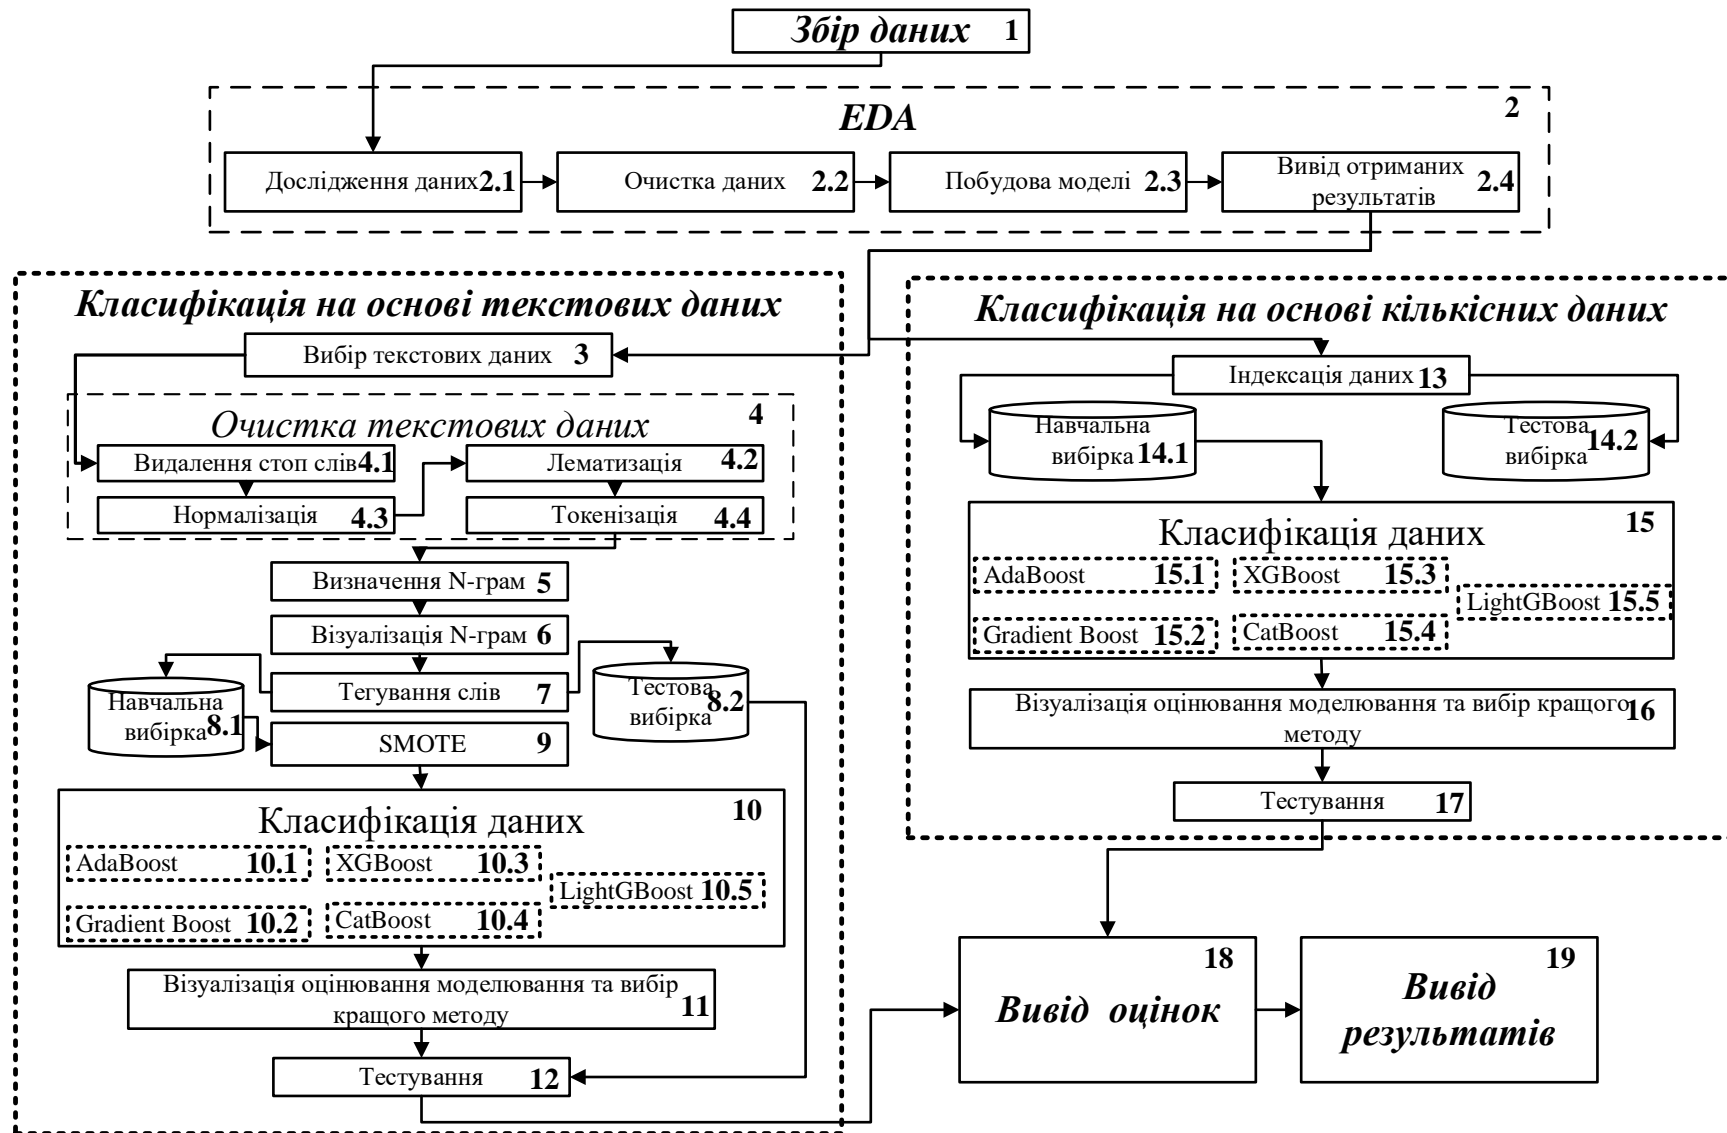 Збір даних 1
EDA 2
Дослідження даних 2.1
Очистка даних 2.2
Побудова моделі 2.3
Вивід отриманих
результатів 2.4
Класифікація на основі текстових даних
Вибір текстових даних 3
Очистка текстових даних 4
Видалення стоп слів 4.1
Лематизація 4.2
Нормалізація 4.3
Токенізація 4.4
Визначення N-грам 5
Візуалізація N-грам 6
Тегування слів 7
Навчальна
вибірка 8.1
Тестова
вибірка 8.2
SMOTE 9
Класифікація даних 10
AdaBoost 10.1
XGBoost 10.3
LightGBoost 10.5
Gradient Boost 10.2
CatBoost 10.4
Візуалізація оцінювання моделювання та вибір
кращого методу 11
Тестування 12
Класифікація на основі кількісних даних
Індексація даних 13
Навчальна
вибірка 14.1
Тестова
вибірка 14.2
Класифікація даних 15
AdaBoost 15.1
XGBoost 15.3
LightGBoost 15.5
Gradient Boost 15.2
CatBoost 15.4
Візуалізація оцінювання моделювання та вибір кращого 16
методу
Тестування 17
18
Вивід оцінок
19
Вивід
результатів